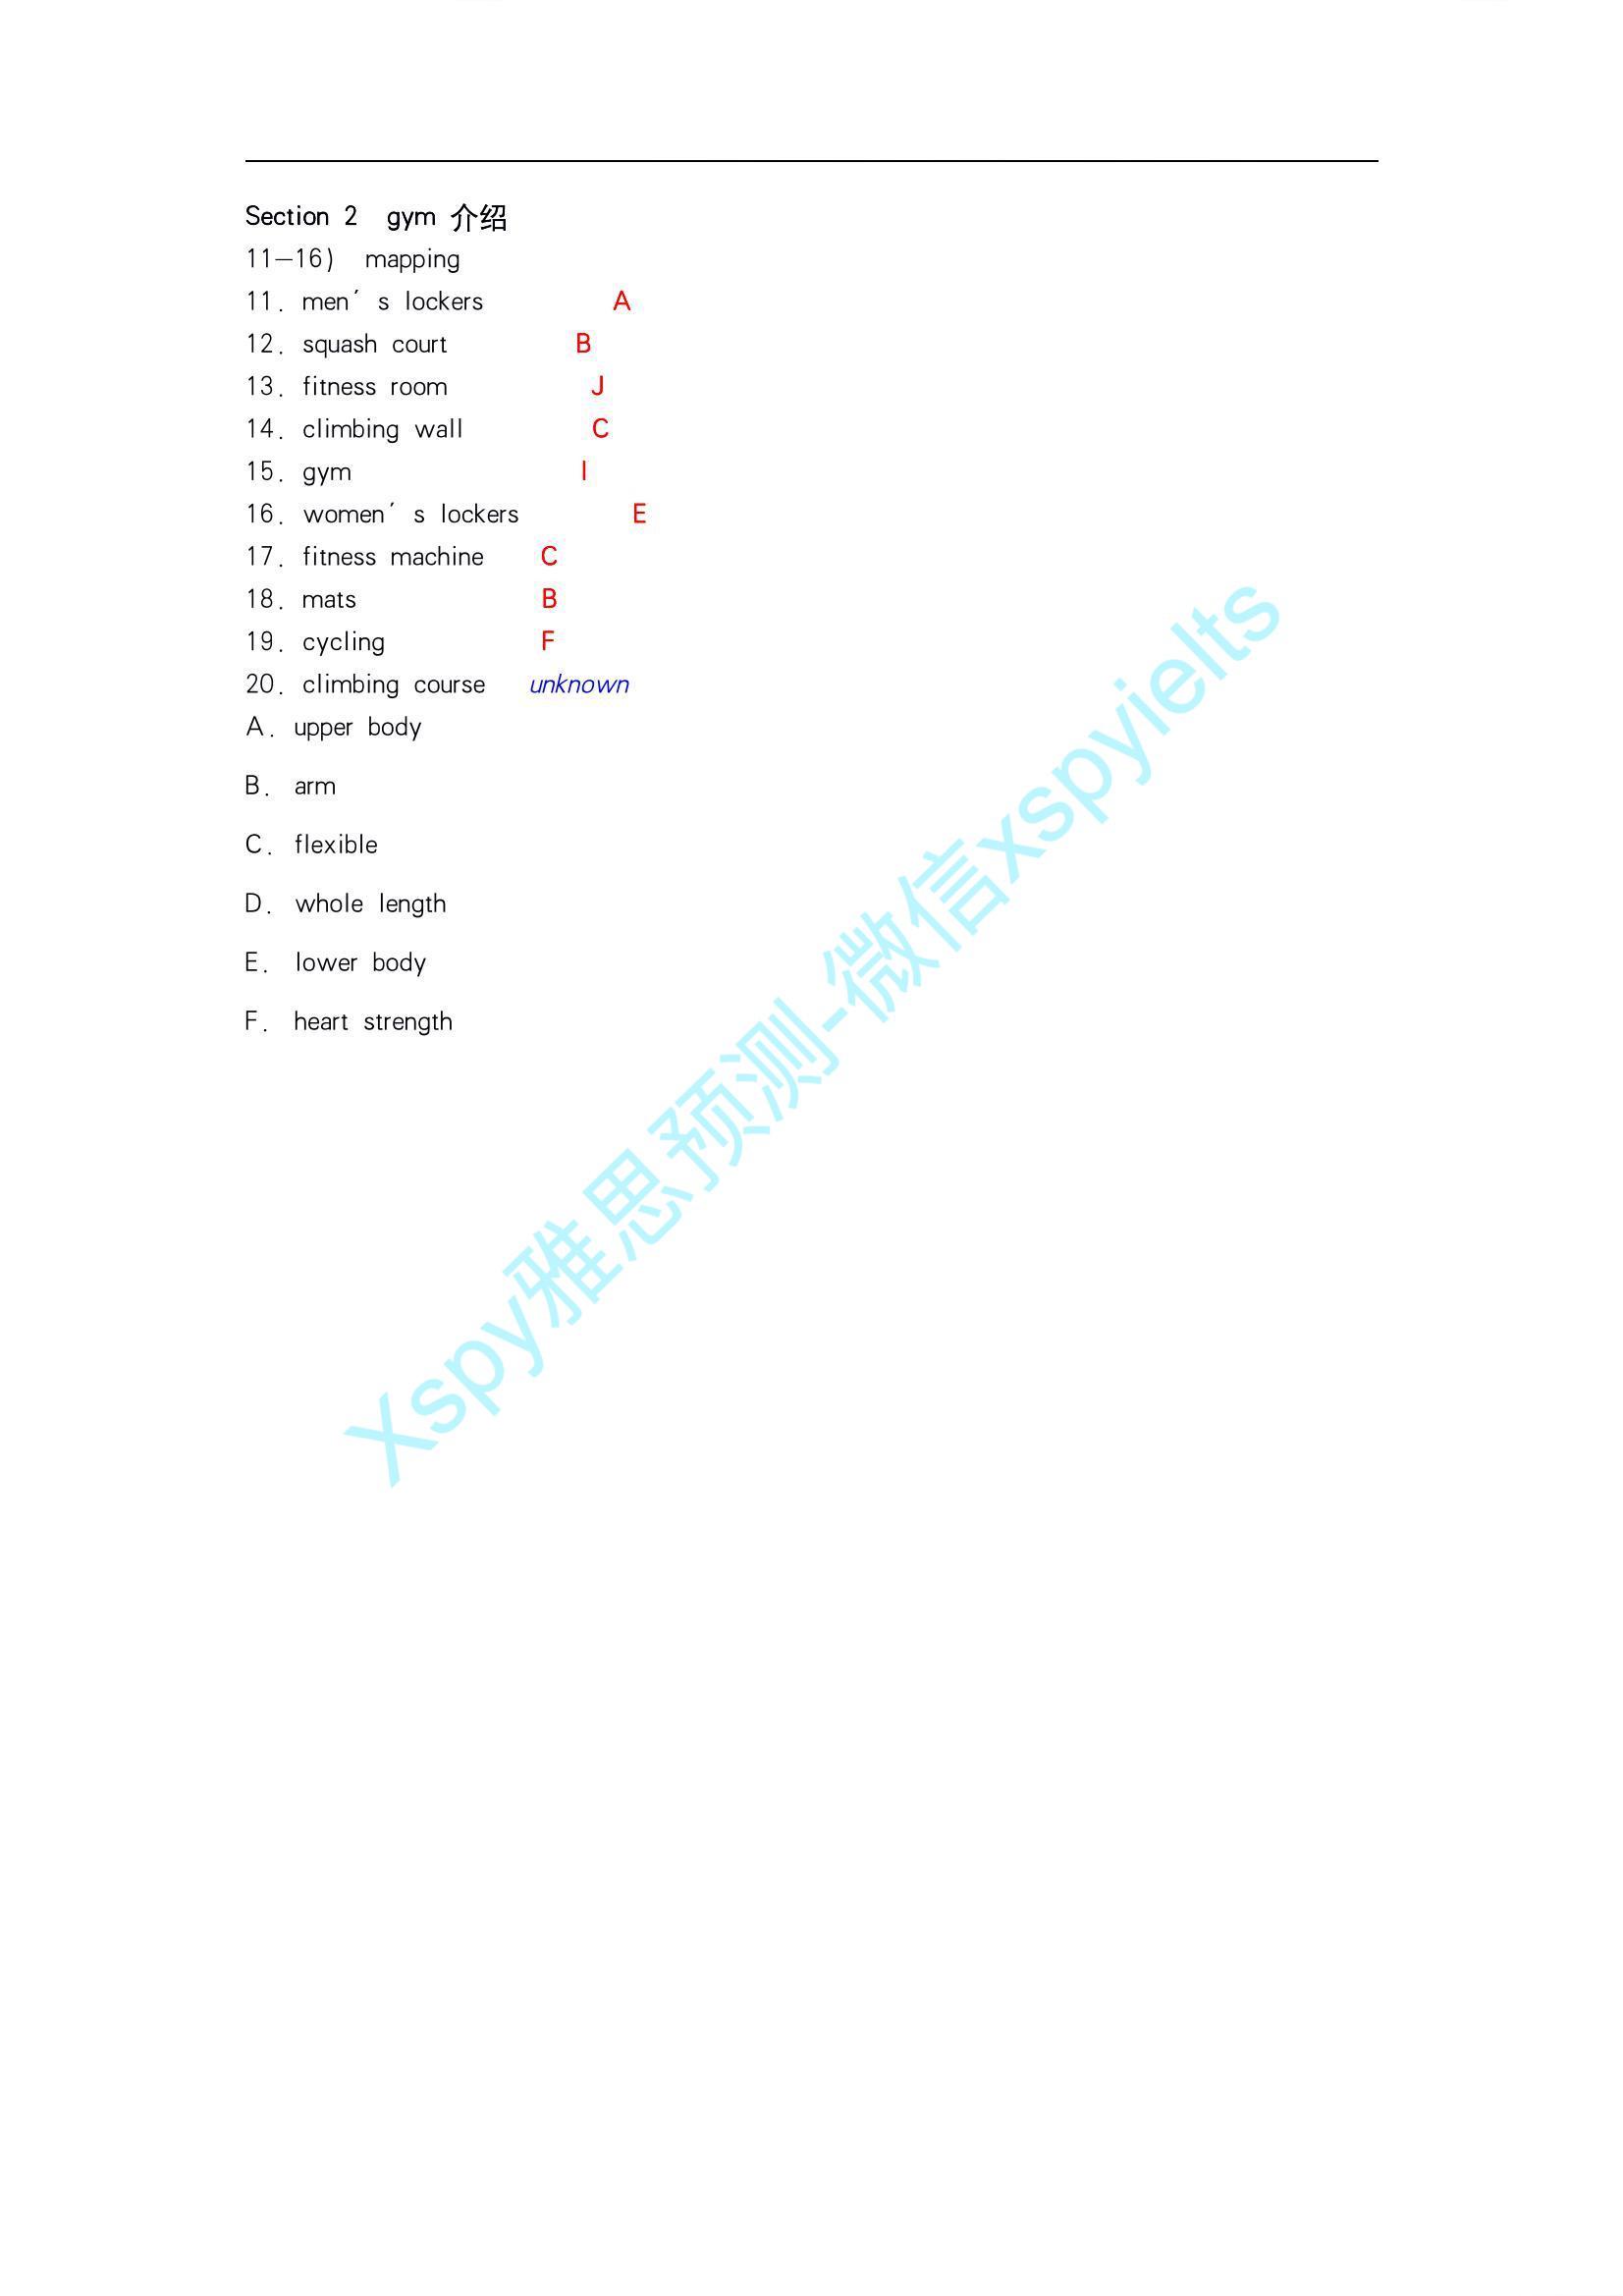 Section 2 gym 介绍
11—16) mapping
11. men′s lockers A
12. squash court B
13. fitness room J
14. climbing wall C
15. gym I
16. women′s lockers E
17. fitness machine C
18. mats B
19. cycling F
20. climbing course unknown
A. upper body
B. arm
C. flexible
D. whole length
E. lower body
F. heart strength
Xspy雅思预测-微信xspyielts